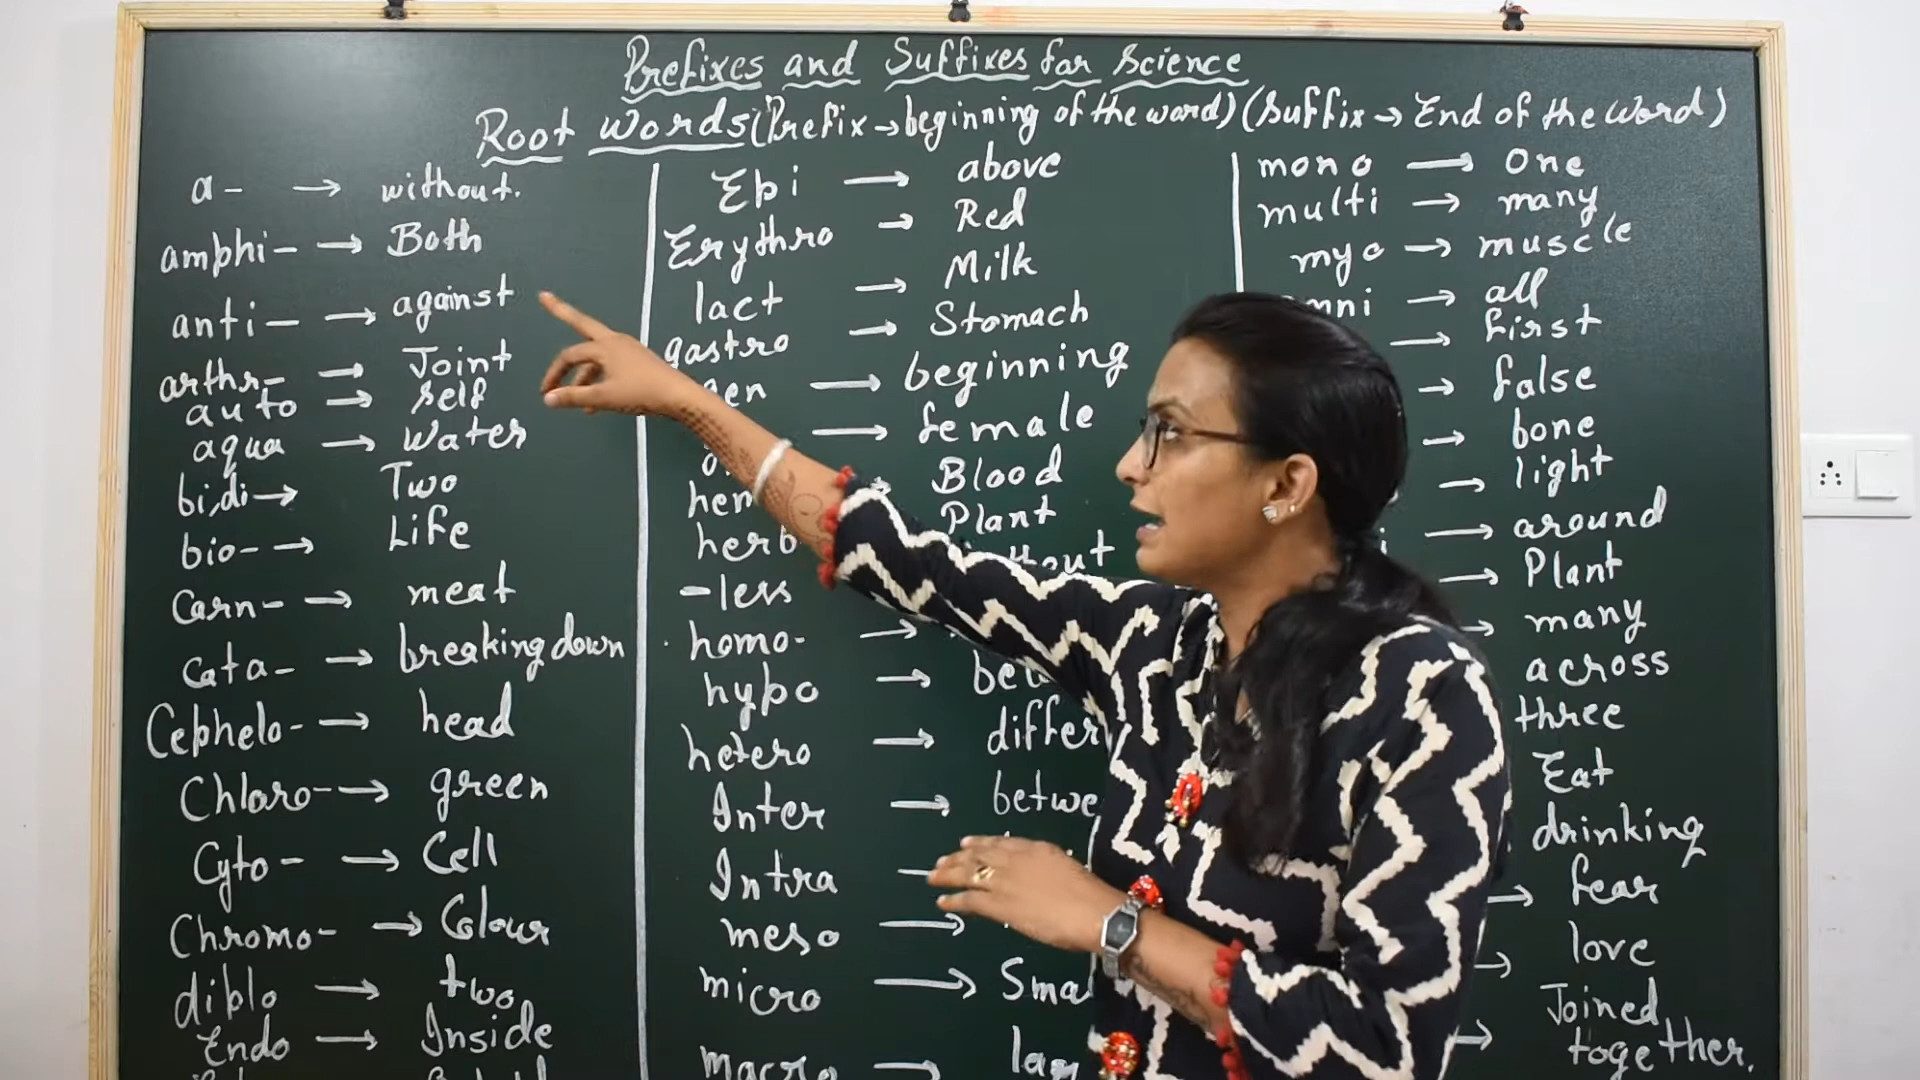 Prefixes and Suffixes for Science
Root words (Prefix → beginning of the word) (Suffix → End of the word)
a- → without.
amphi- → Both
anti- → against
arthr- → Joint
auto → self
aqua → water
bi, di → Two
bio- → Life
Carn- → meat
Cata- → breaking down
Cephelo- → head
Chloro- → green
Cyto- → Cell
Chromo- → Colour
diplo → two
Endo → Inside
Epi → above
Erythro → Red
lact → Milk
gastro → Stomach
→ beginning
→ female
→ Blood
herb Plant
-less
homo- →
hypo →
hetero →
Inter →
Intra
meso →
micro →
macro →
mono → One
multi → many
myo → muscle
→ all
→ first
→ false
→ bone
→ light
→ around
→ Plant
→ many
across
three
Eat
drinking
→ fear
→ love
→ Joined together.